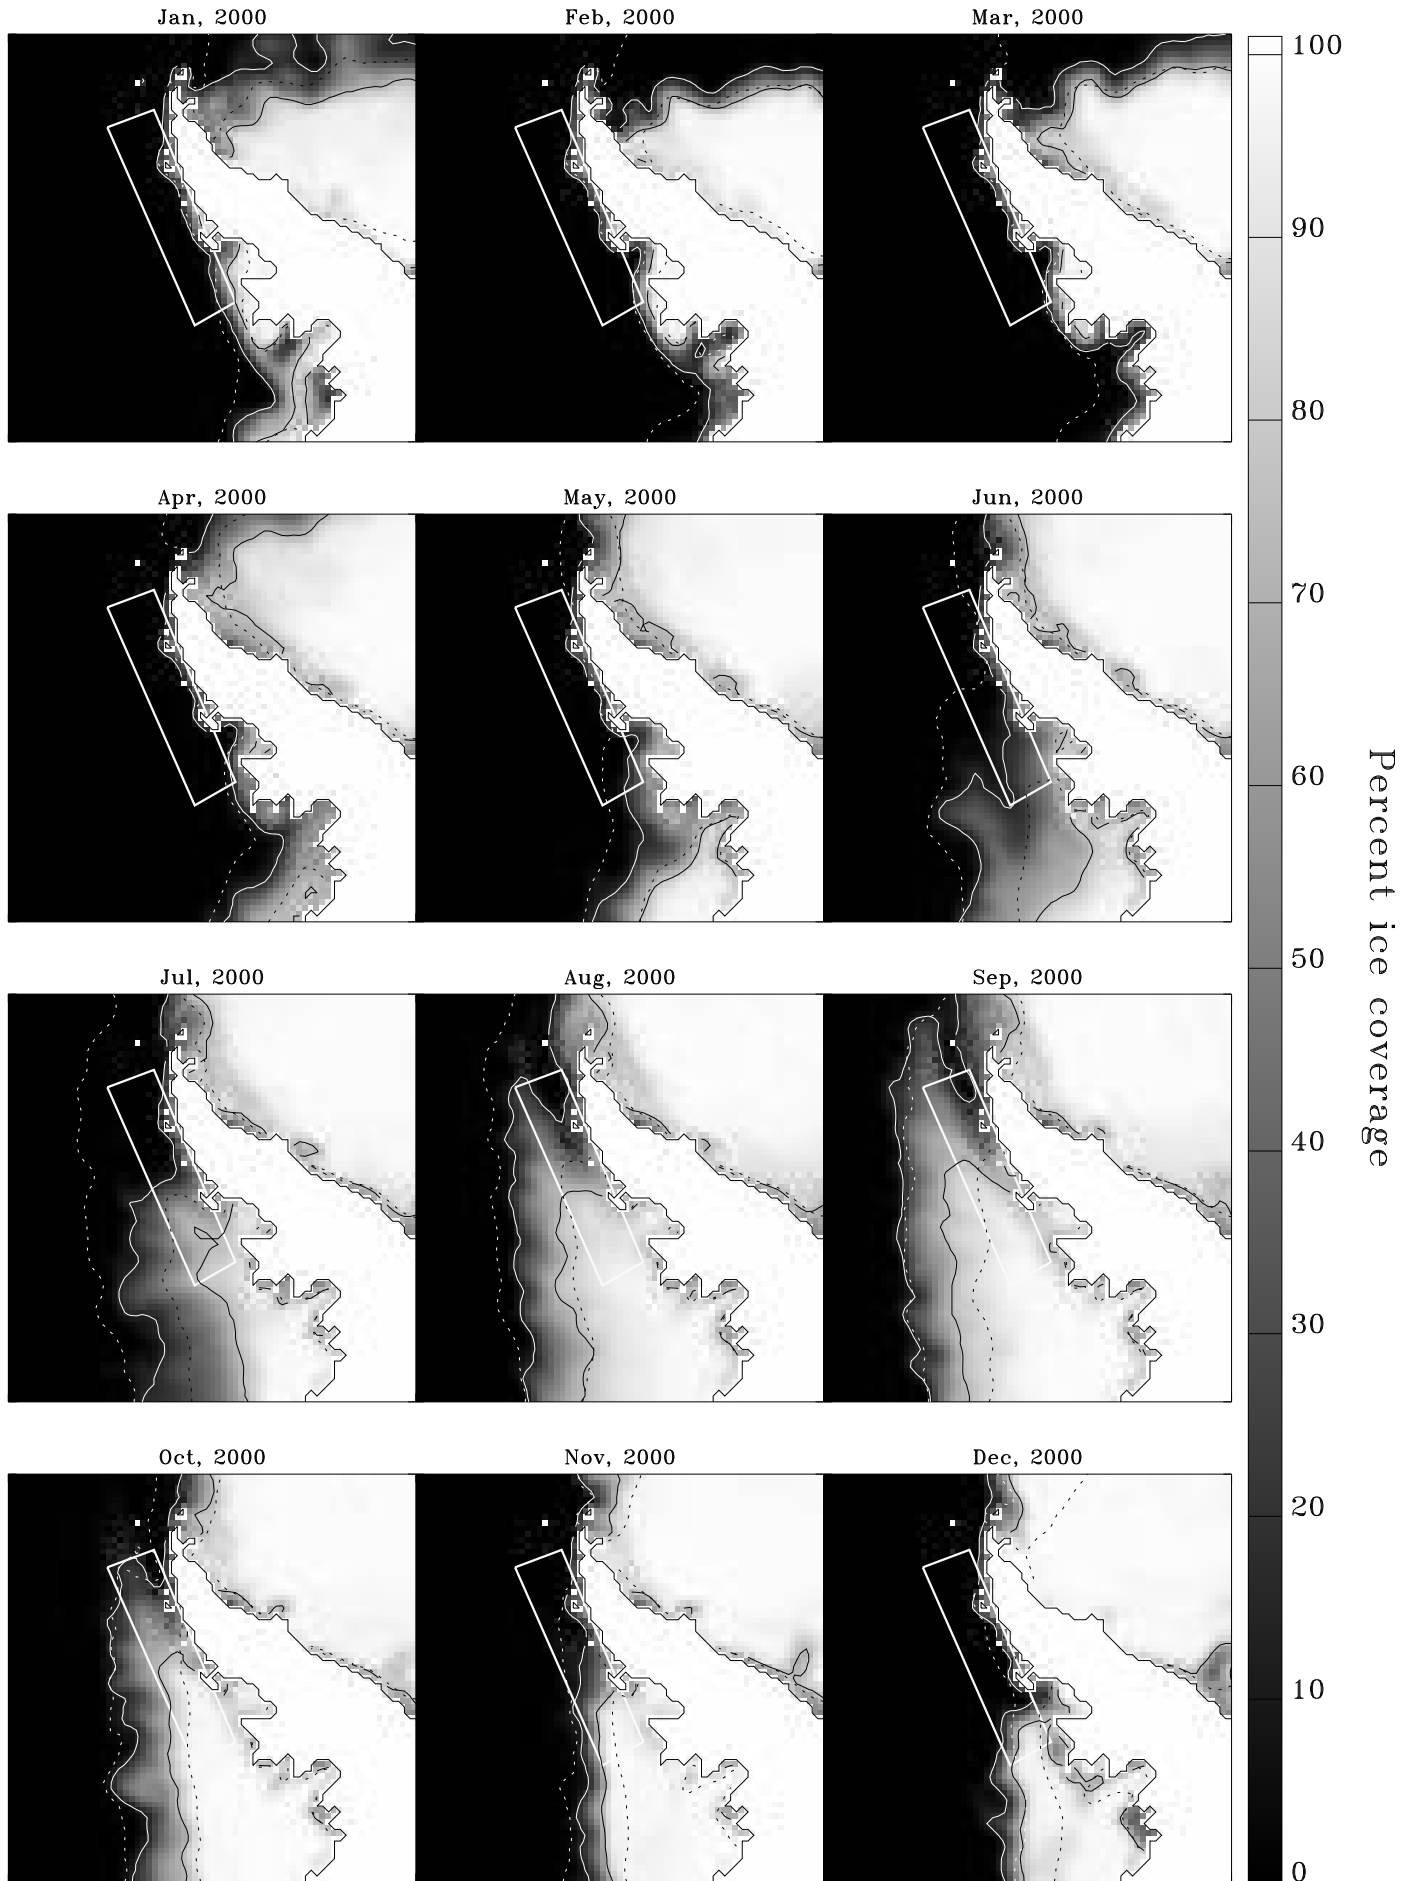 Jan, 2000
Feb, 2000
Mar, 2000
Apr, 2000
May, 2000
Jun, 2000
Jul, 2000
Aug, 2000
Sep, 2000
Oct, 2000
Nov, 2000
Dec, 2000
100
90
80
70
60
50
40
30
20
10
0
Percent ice coverage